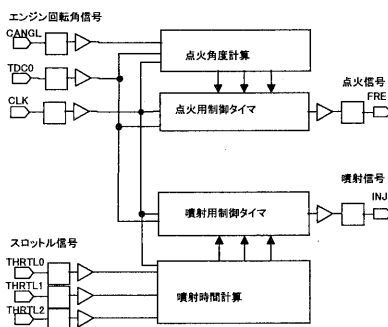 エンジン回転角信号
CANGL
TDC0
CLK
点火角度計算
点火用制御タイマ
点火信号
FRE
噴射用制御タイマ
噴射信号
INJ
スロットル信号
THRTL0
THRTL1
THRTL2
噴射時間計算